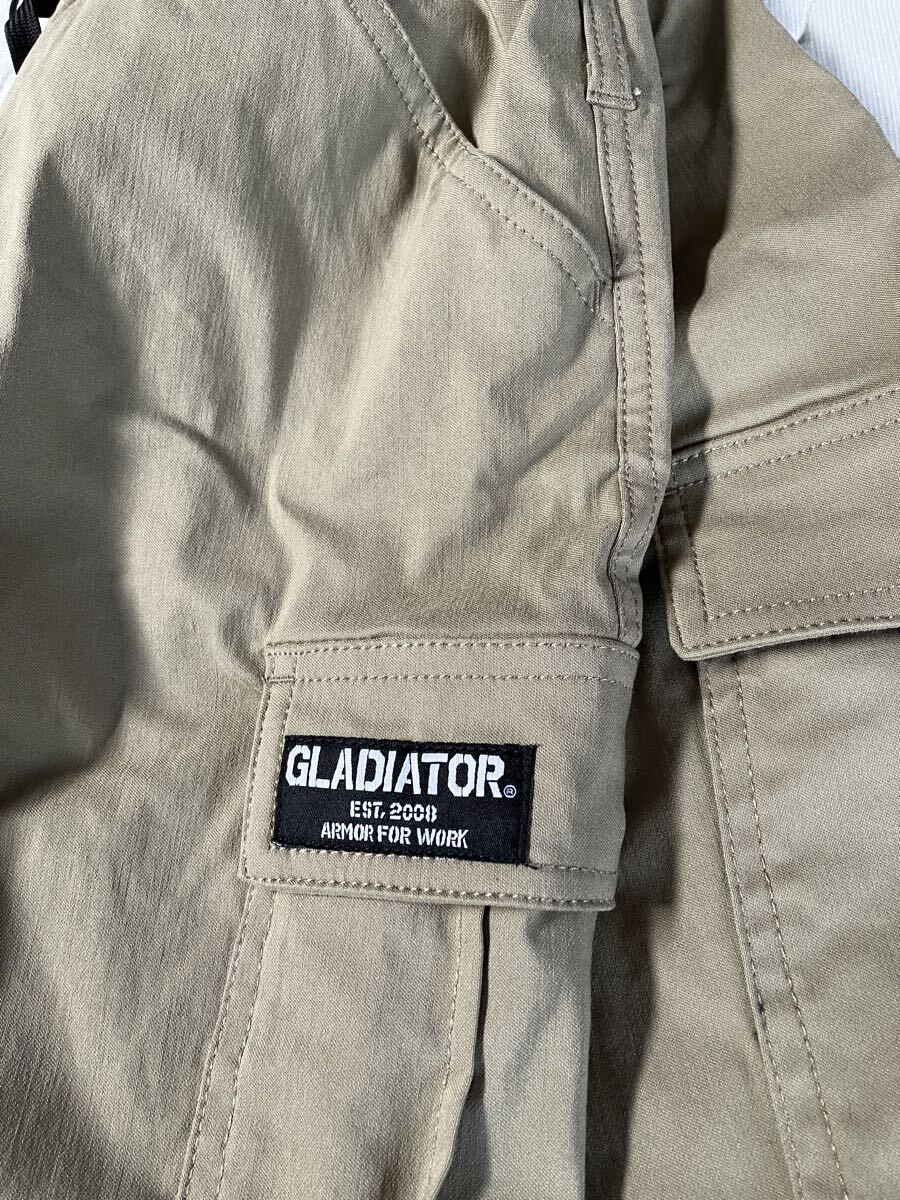 GLADIATOR®
EST, 2008
ARMOR FOR WORK